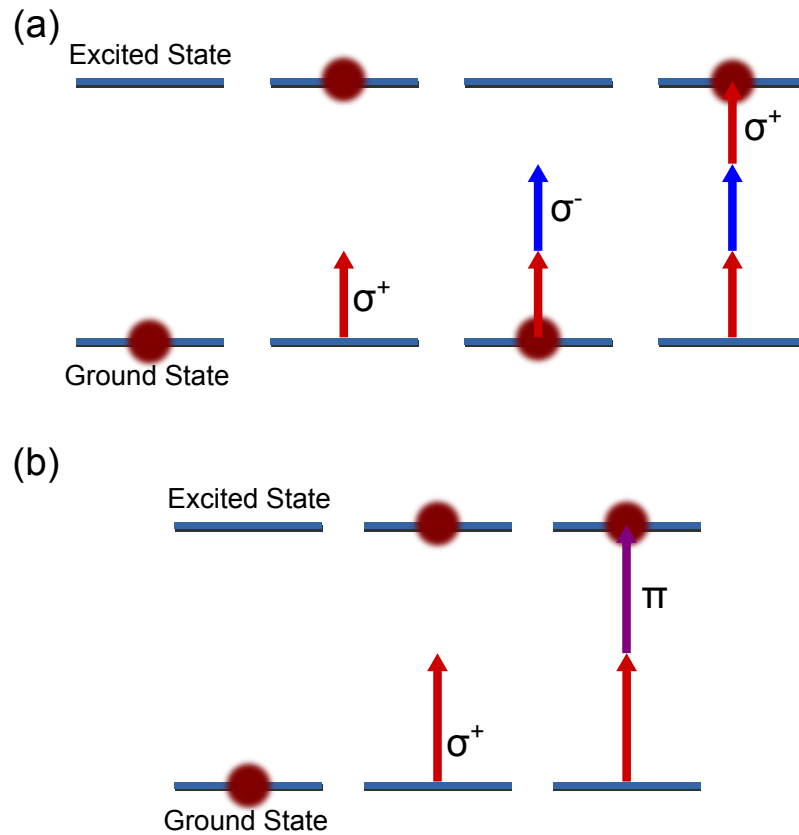 (a)
Excited State
σ⁺
σ⁺
σ⁻
Ground State
(b)
Excited State
π
σ⁺
Ground State